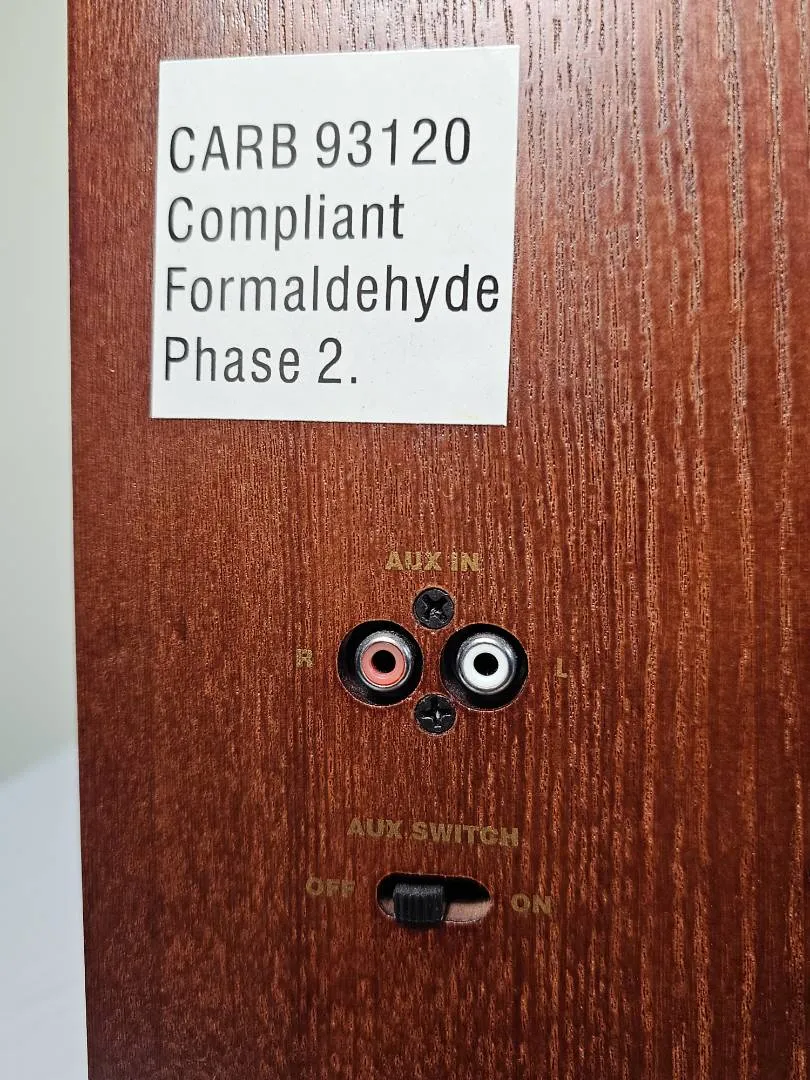 CARB 93120
Compliant
Formaldehyde
Phase 2.
AUX IN
R L
AUX SWITCH
OFF ON